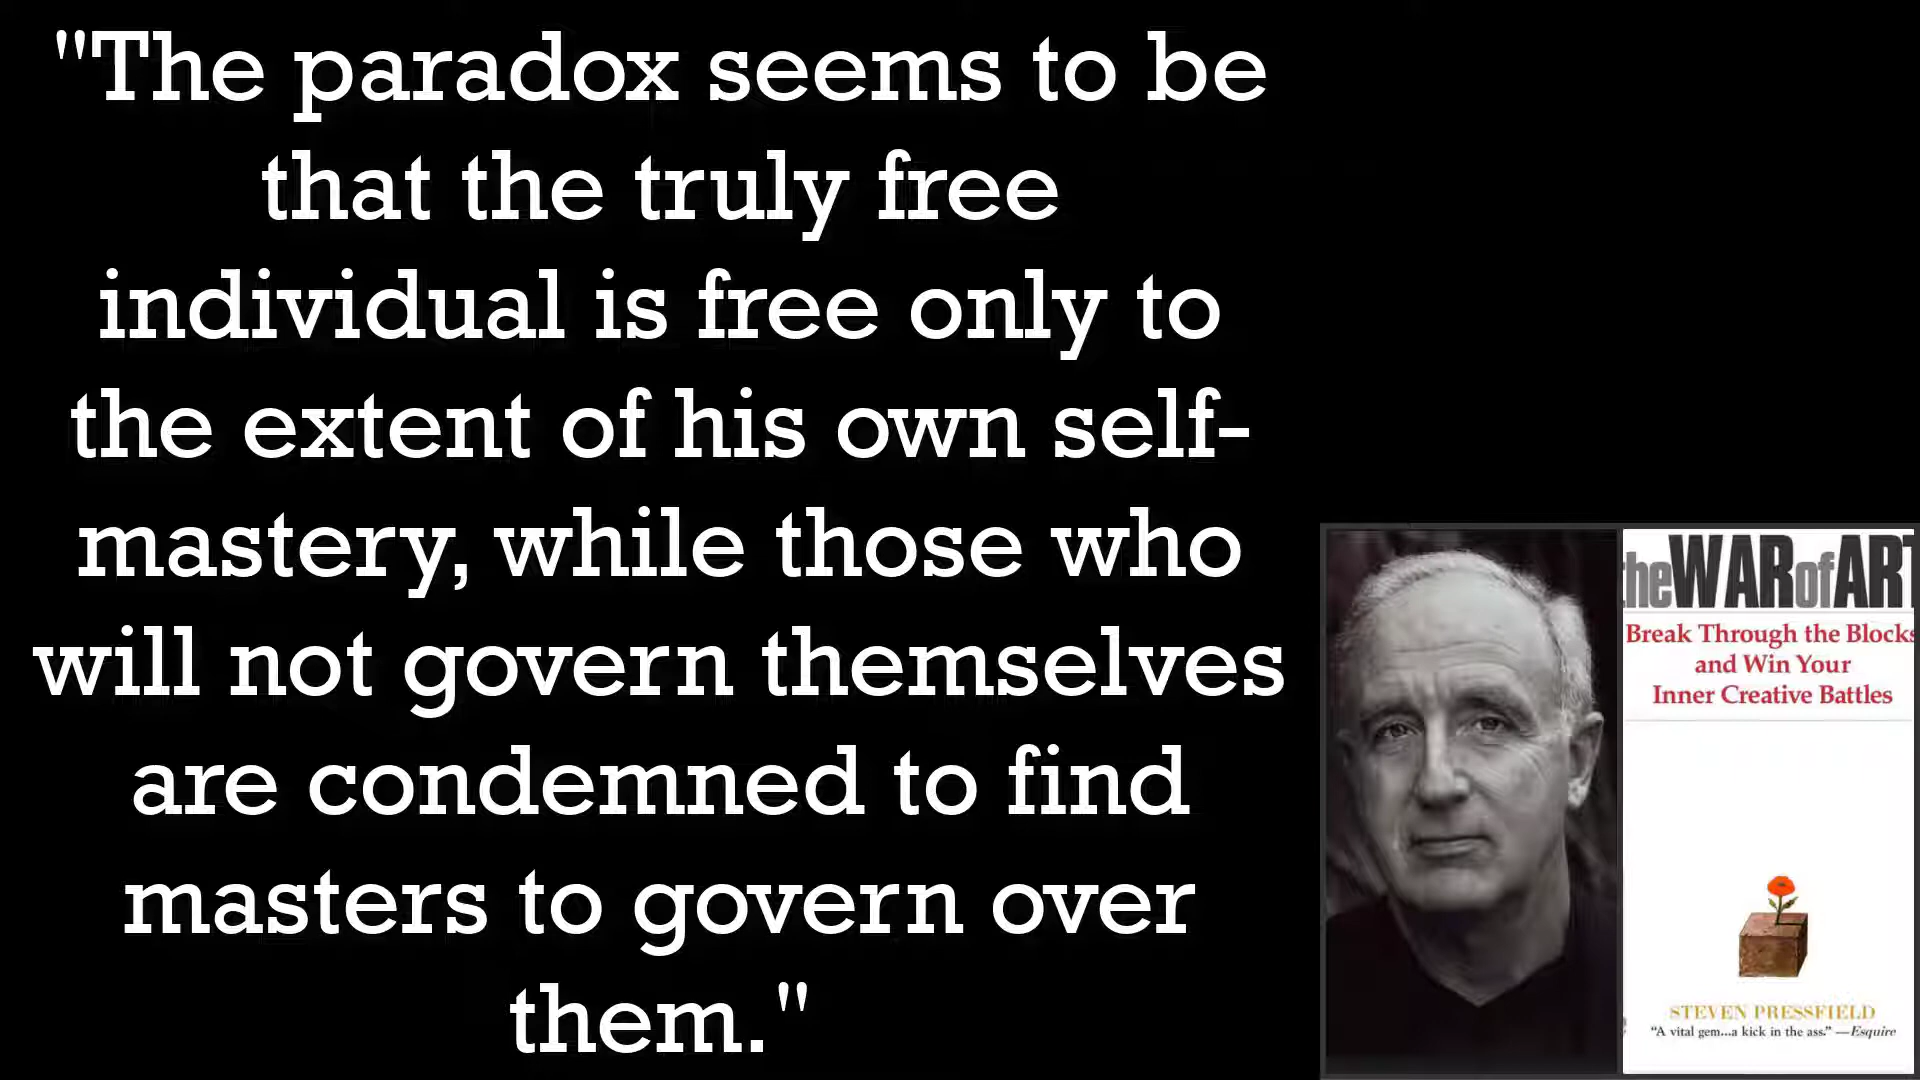 "The paradox seems to be
that the truly free
individual is free only to
the extent of his own self-
mastery, while those who
will not govern themselves
are condemned to find
masters to govern over
them."
theWARofART
Break Through the Blocks
and Win Your
Inner Creative Battles
STEVEN PRESSFIELD
"A vital gem...a kick in the ass." —Esquire